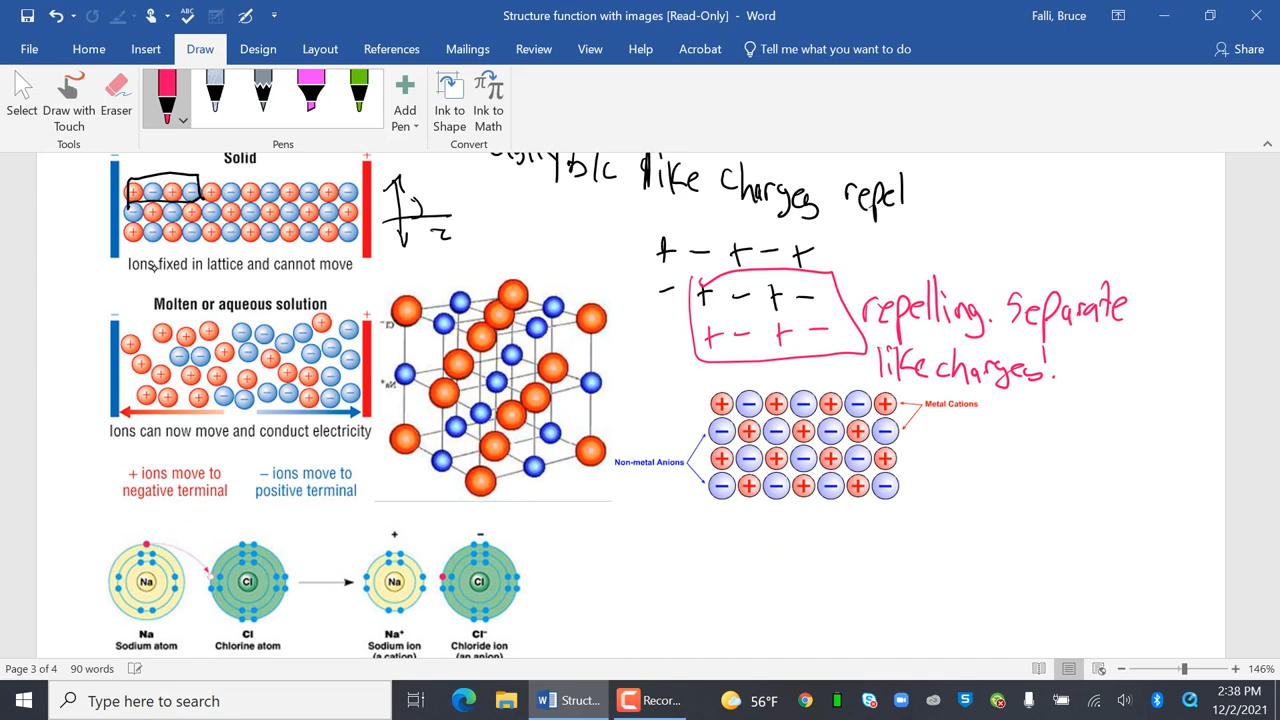 Structure function with images [Read-Only] - Word
Falli, Bruce
File Home Insert Draw Design Layout References Mailings Review View Help Acrobat Tell me what you want to do Share
Select Draw with Touch Eraser Add Pen Ink to Shape Ink to Math
Tools Pens Convert
Solid
like charges repel
- +
Ions fixed in lattice and cannot move
+ - + - +
- + - + -
+ - + -
repelling. Separate
like charges!
Molten or aqueous solution
- +
Ions can now move and conduct electricity
+ ions move to
negative terminal
- ions move to
positive terminal
Metal Cations
Non-metal Anions
+ − + − + − +
− + − + − + −
+ − + − + − +
− + − + − + −
+ −
Na Cl Na Cl
Na Cl Na⁺ Cl⁻
Sodium atom Chlorine atom Sodium ion Chloride ion
(a cation) (an anion)
Page 3 of 4 90 words 146%
Type here to search
Struct...
Recor...
56°F
2:38 PM
12/2/2021